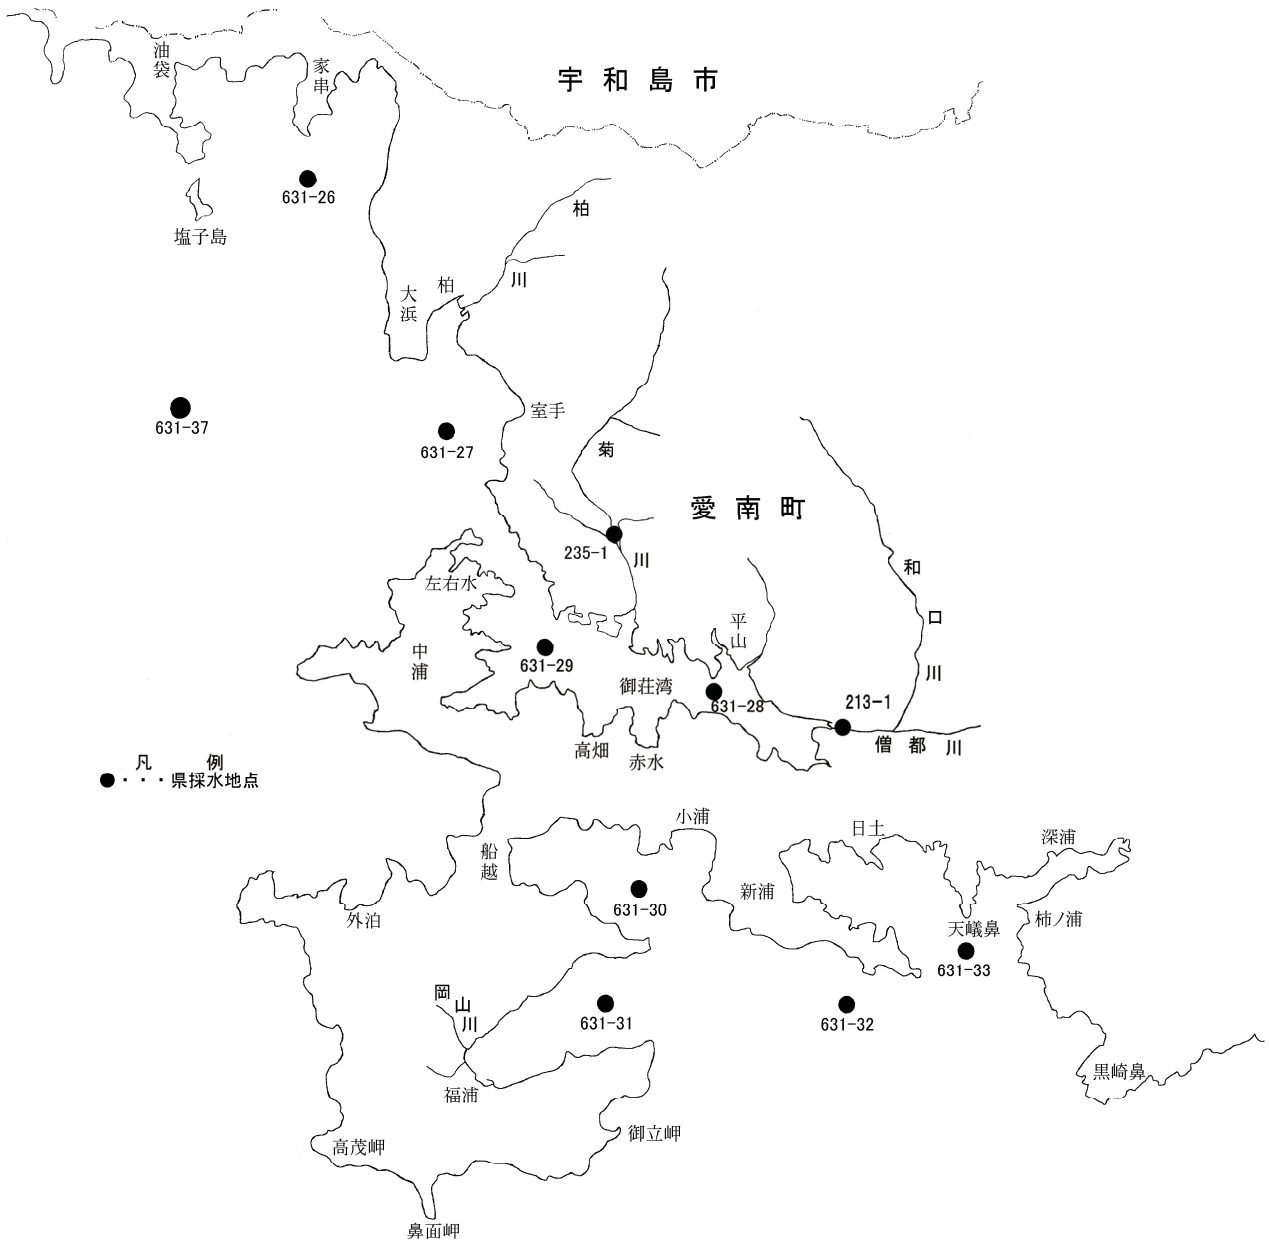 油袋
家串
宇和島市
631-26
塩子島
柏
川
柏
大浜
室手
631-37
631-27
菊
愛南町
235-1
川
和
口
川
左右水
平山
中浦
631-29
御荘湾
631-28
213-1
僧都川
高畑
赤水
凡例
●・・・県採水地点
小浦
日土
深浦
船越
新浦
631-30
外泊
天嶬鼻
柿ノ浦
631-33
岡山川
631-31
631-32
福浦
黒崎鼻
御立岬
高茂岬
鼻面岬